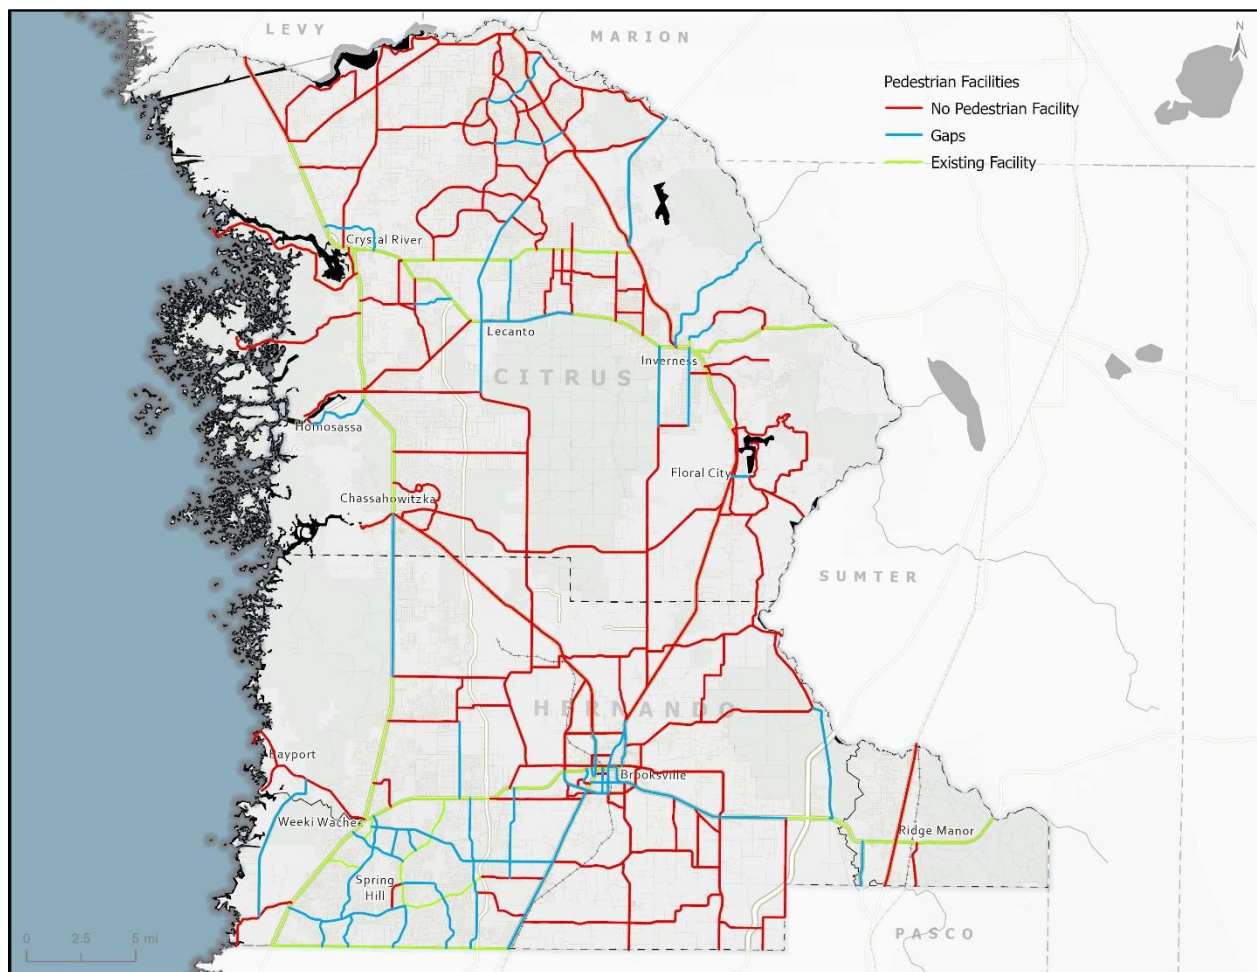 LEVY
MARION
N
Pedestrian Facilities
No Pedestrian Facility
Gaps
Existing Facility
Crystal River
Lecanto
Inverness
CITRUS
Homosassa
Floral City
Chassahowitzka
SUMTER
HERNANDO
Bayport
Brooksville
Weeki Wachee
Ridge Manor
Spring
Hill
PASCO
0 2.5 5 mi